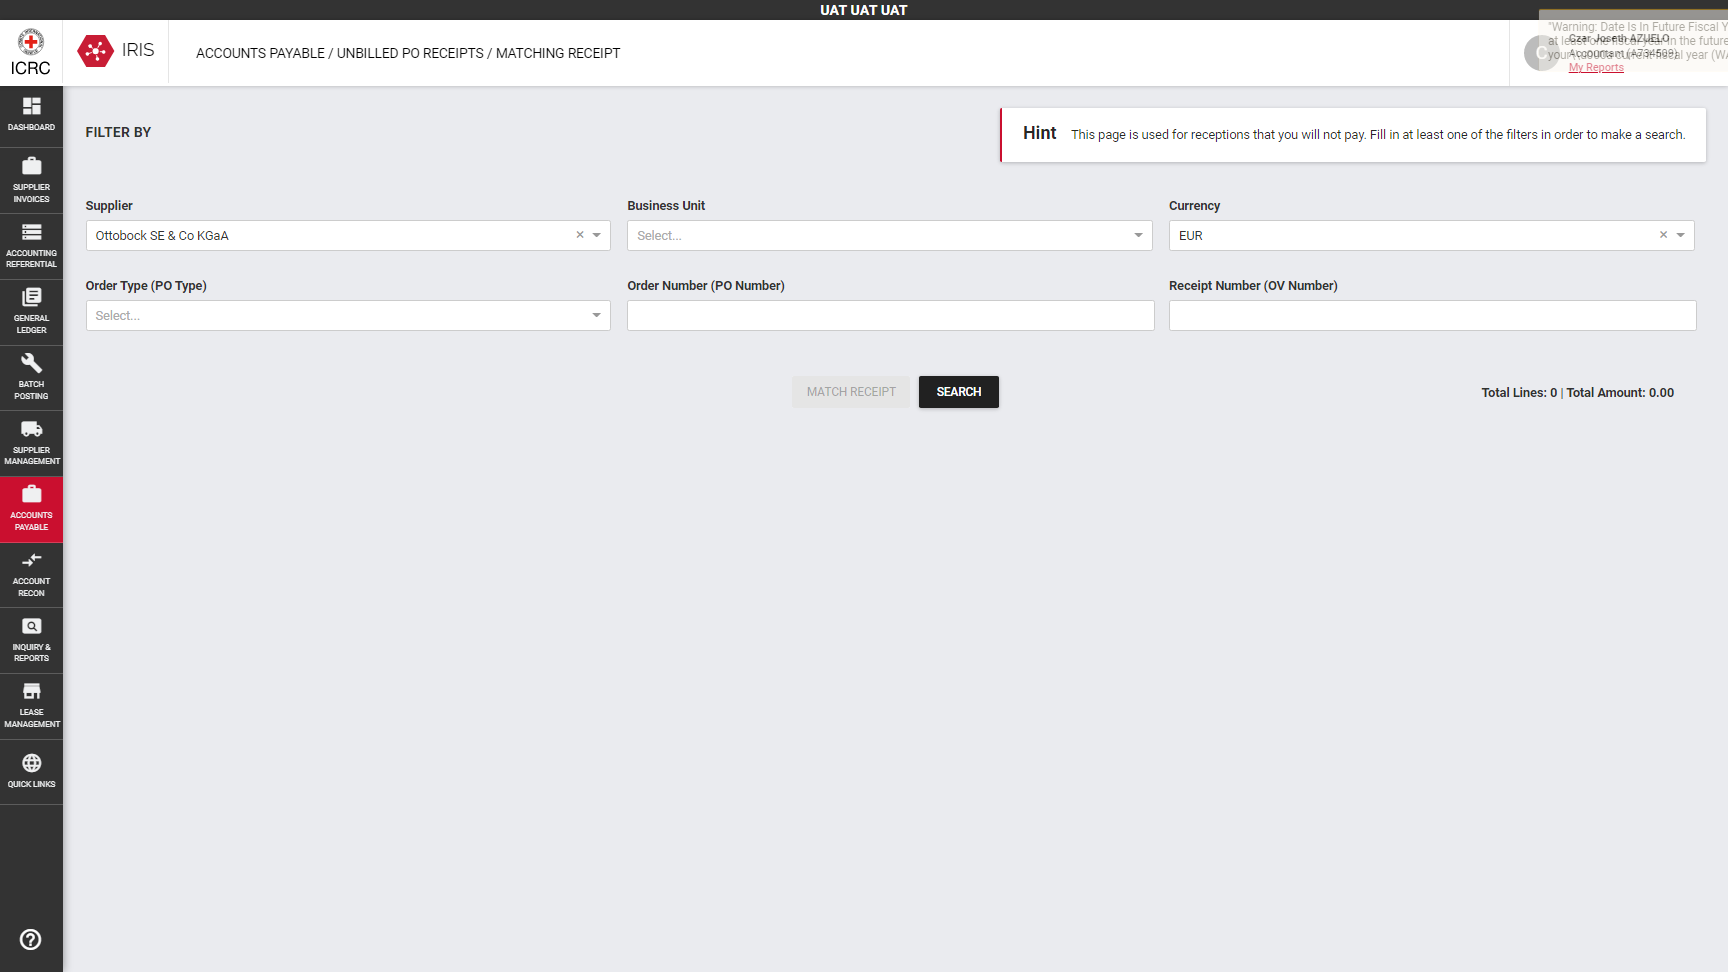 UAT UAT UAT
ICRC
IRIS
ACCOUNTS PAYABLE / UNBILLED PO RECEIPTS / MATCHING RECEIPT
"Warning: Date Is In Future Fiscal Y
at least one fiscal year in the future
Czar Joseth AZUELO
Accountant (A734509)
current fiscal year (WA
My Reports
DASHBOARD
SUPPLIER
INVOICES
ACCOUNTING
REFERENTIAL
GENERAL
LEDGER
BATCH
POSTING
SUPPLIER
MANAGEMENT
ACCOUNTS
PAYABLE
ACCOUNT
RECON
INQUIRY &
REPORTS
LEASE
MANAGEMENT
QUICK LINKS
FILTER BY
Hint This page is used for receptions that you will not pay. Fill in at least one of the filters in order to make a search.
Supplier
Ottobock SE & Co KGaA
Business Unit
Select...
Currency
EUR
Order Type (PO Type)
Select...
Order Number (PO Number)
Receipt Number (OV Number)
MATCH RECEIPT
SEARCH
Total Lines: 0 | Total Amount: 0.00